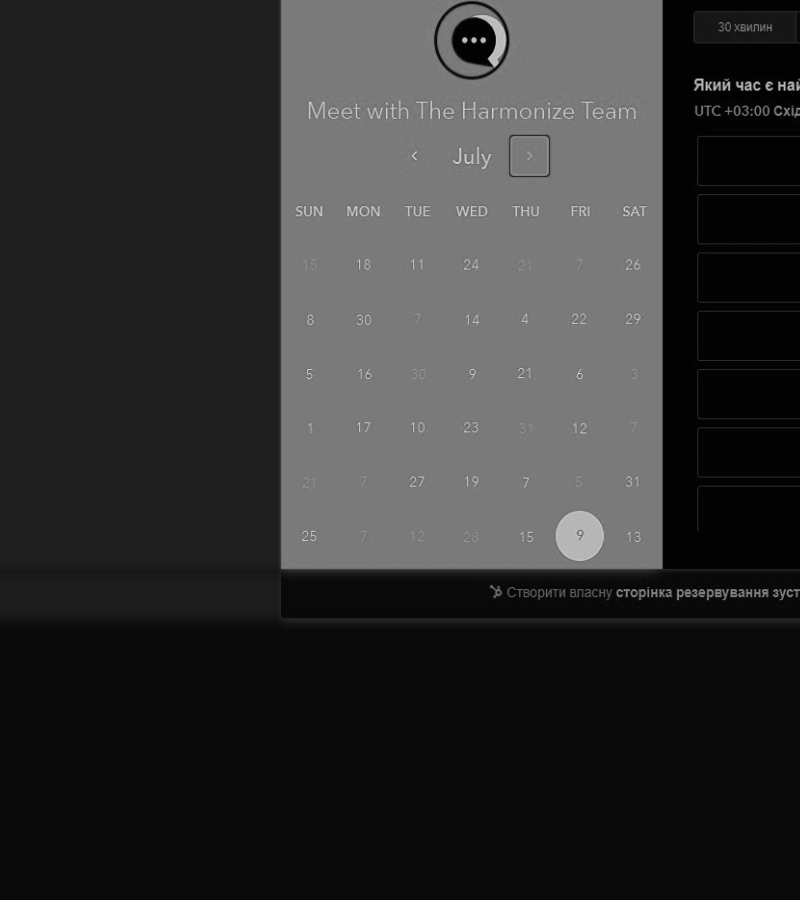 30 хвилин
Який час є
UTC +03:00
Meet with The Harmonize Team
July
SUN MON TUE WED THU FRI SAT
15 18 11 24 21 7 26
8 30 7 14 4 22 29
5 16 30 9 21 6 3
1 17 10 23 31 12 7
21 7 27 19 7 5 31
25 7 12 28 15 9 13
Створити власну сторінка резервування